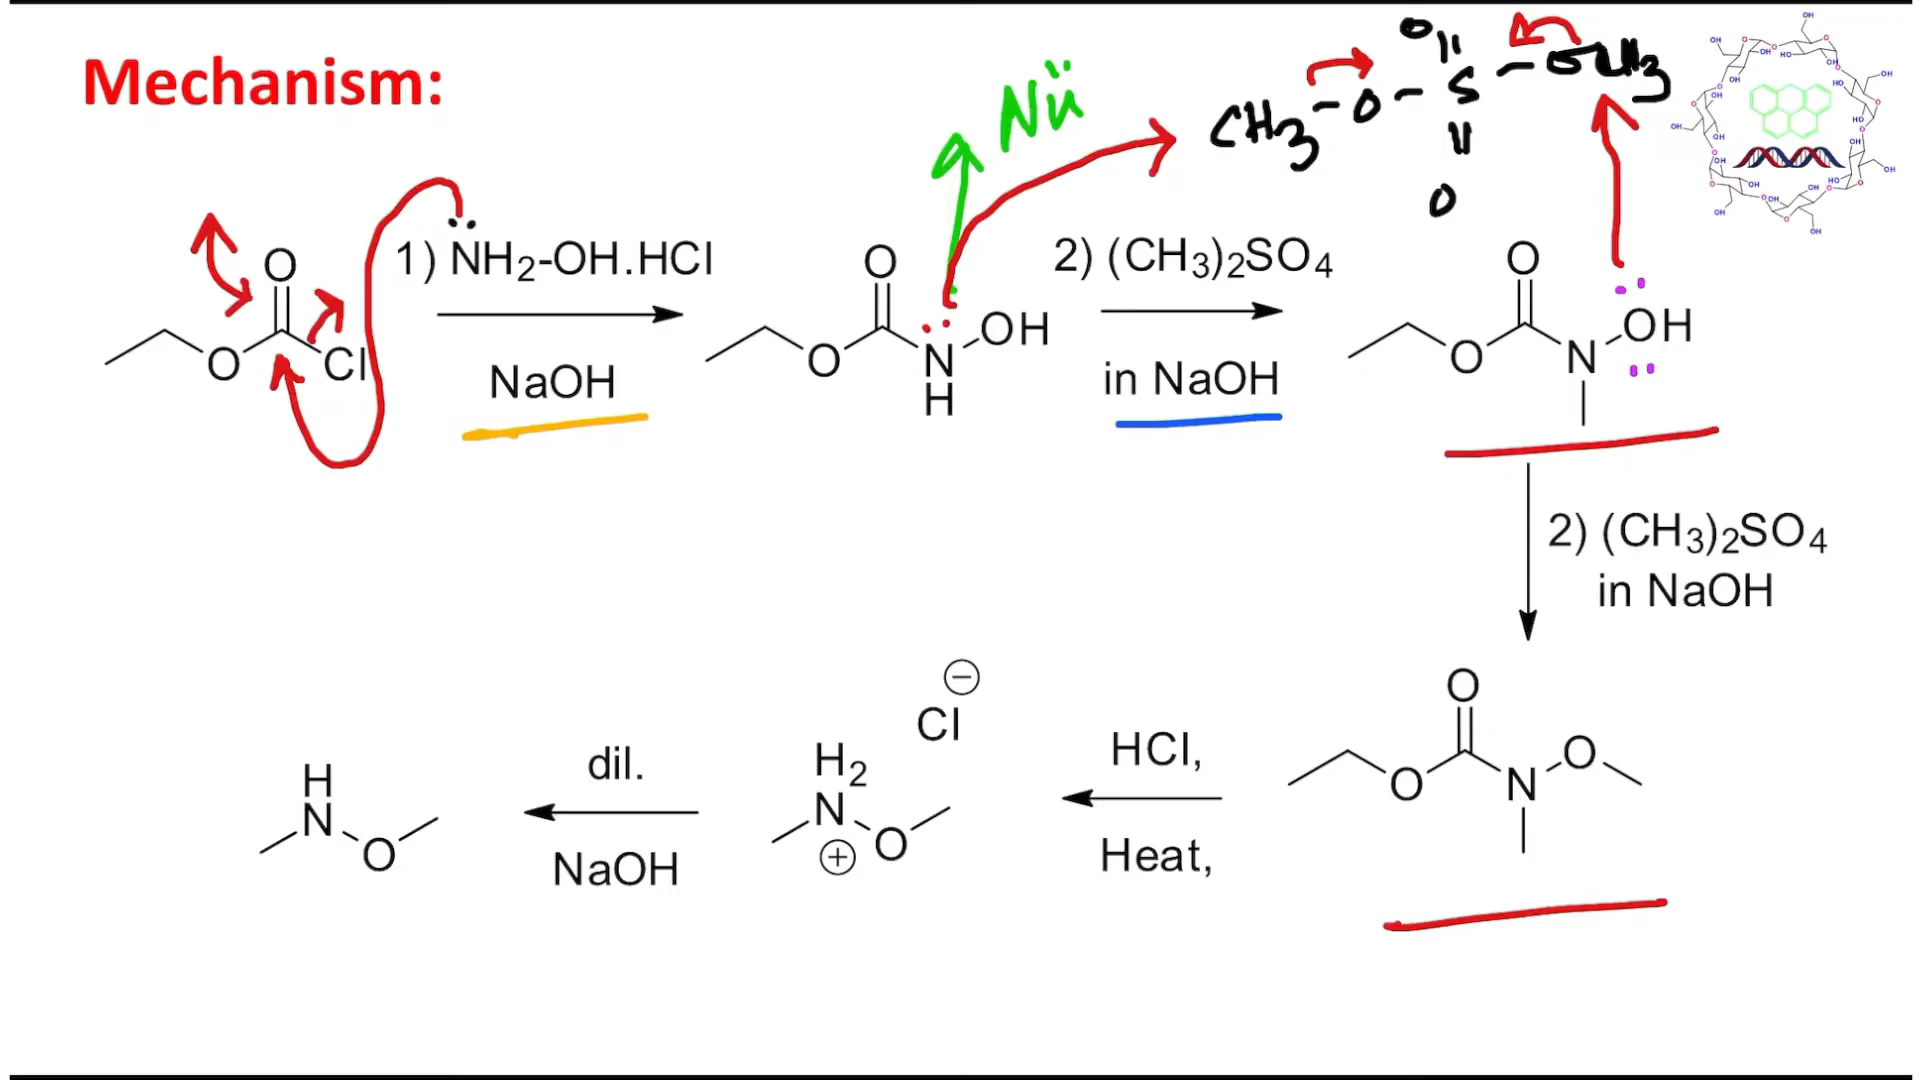 Mechanism:
Nü
CH3-O-S-OCH3
O
O
O
O
Cl
1) NH2-OH.HCl
NaOH
O
O
N
H
OH
2) (CH3)2SO4
in NaOH
O
O
N
OH
2) (CH3)2SO4
in NaOH
H
N
O
dil.
NaOH
H2
N
⊕
O
Cl
⊖
HCl,
Heat,
O
O
N
O